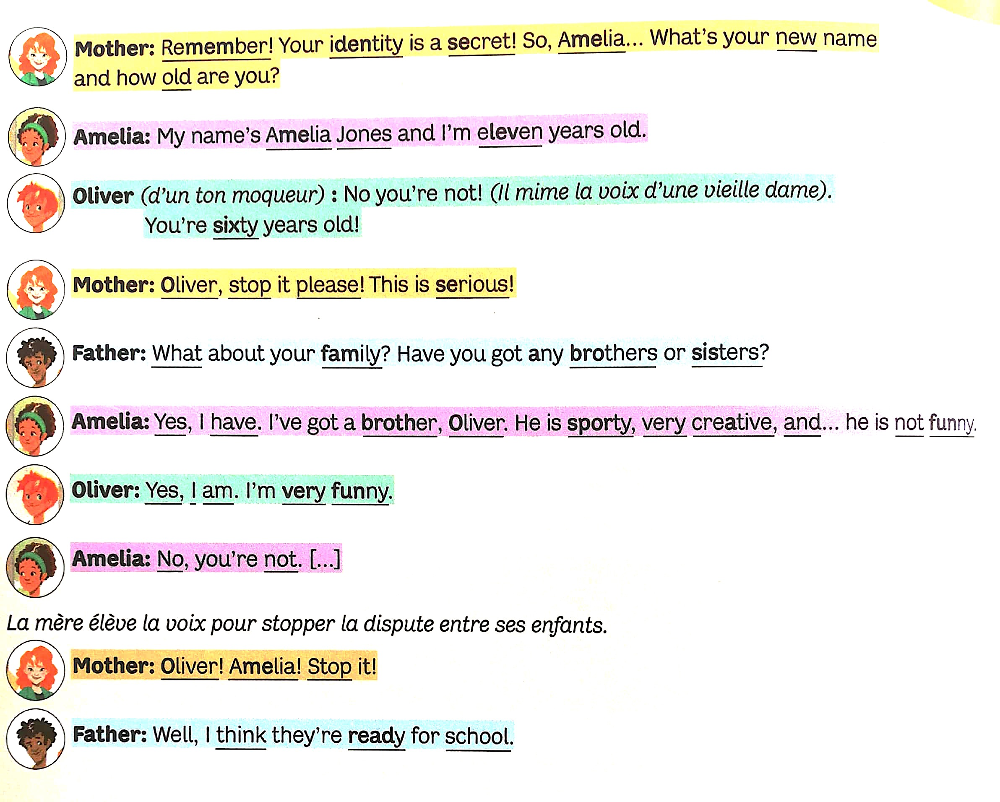 Mother: Remember! Your identity is a secret! So, Amelia... What's your new name
and how old are you?
Amelia: My name's Amelia Jones and I'm eleven years old.
Oliver (d'un ton moqueur) : No you're not! (Il mime la voix d'une vieille dame).
You're sixty years old!
Mother: Oliver, stop it please! This is serious!
Father: What about your family? Have you got any brothers or sisters?
Amelia: Yes, I have. I've got a brother, Oliver. He is sporty, very creative, and... he is not funny.
Oliver: Yes, I am. I'm very funny.
Amelia: No, you're not. [...]
La mère élève la voix pour stopper la dispute entre ses enfants.
Mother: Oliver! Amelia! Stop it!
Father: Well, I think they're ready for school.